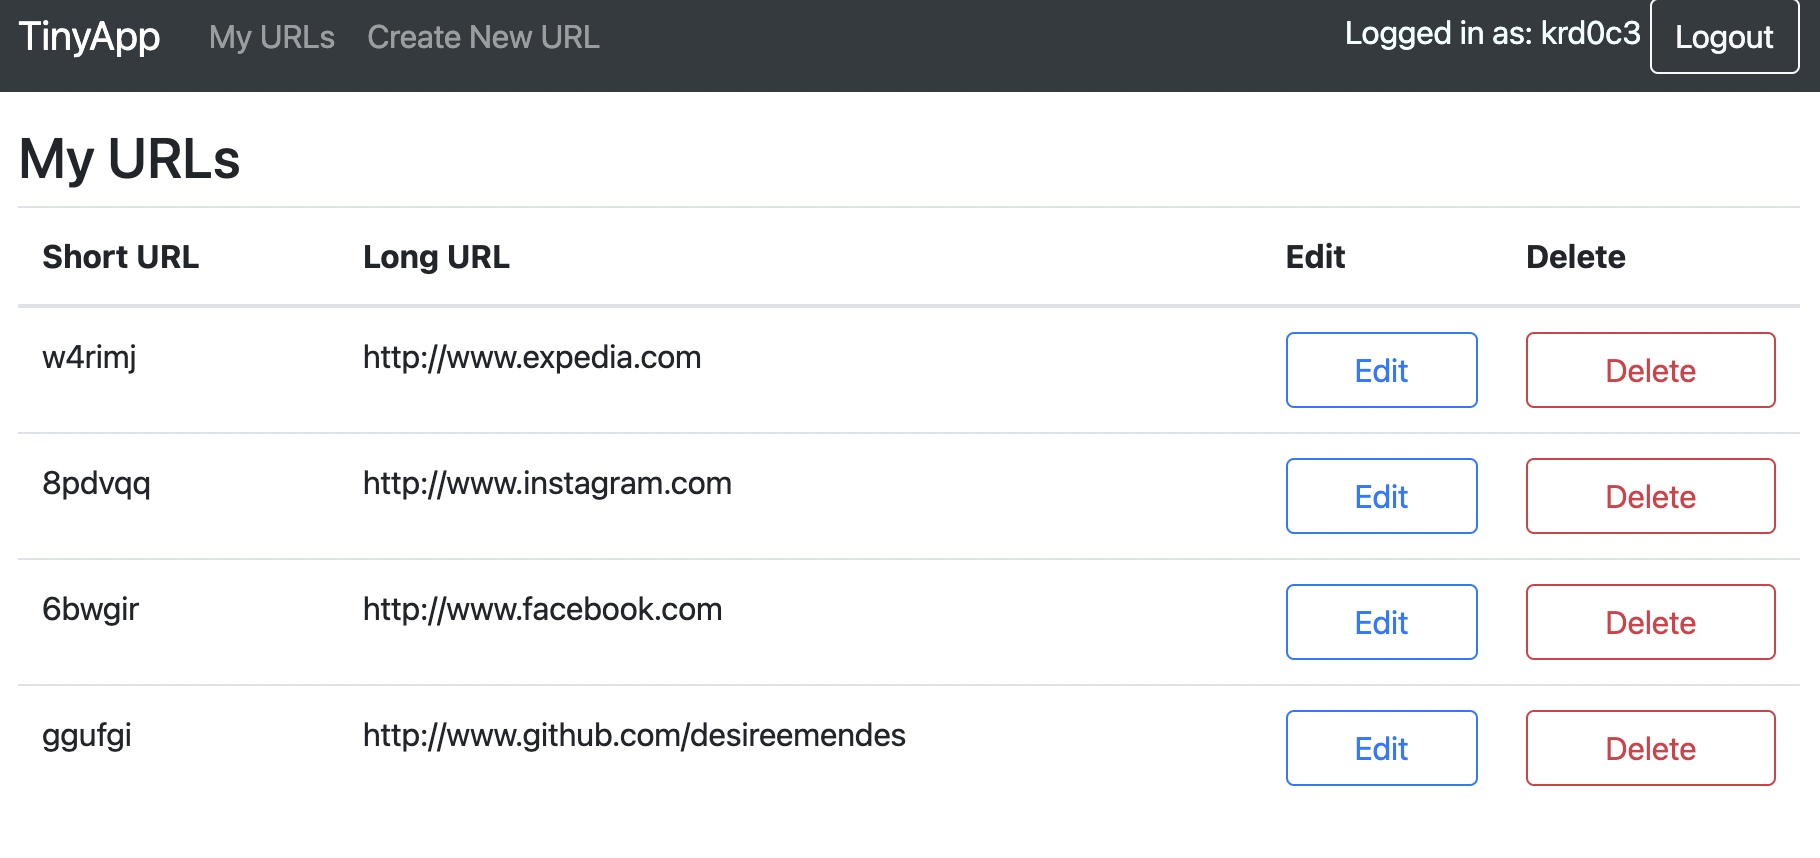 TinyApp My URLs Create New URL Logged in as: krd0c3 Logout
My URLs
Short URL Long URL Edit Delete
w4rimj http://www.expedia.com Edit Delete
8pdvqq http://www.instagram.com Edit Delete
6bwgir http://www.facebook.com Edit Delete
ggufgi http://www.github.com/desireemendes Edit Delete